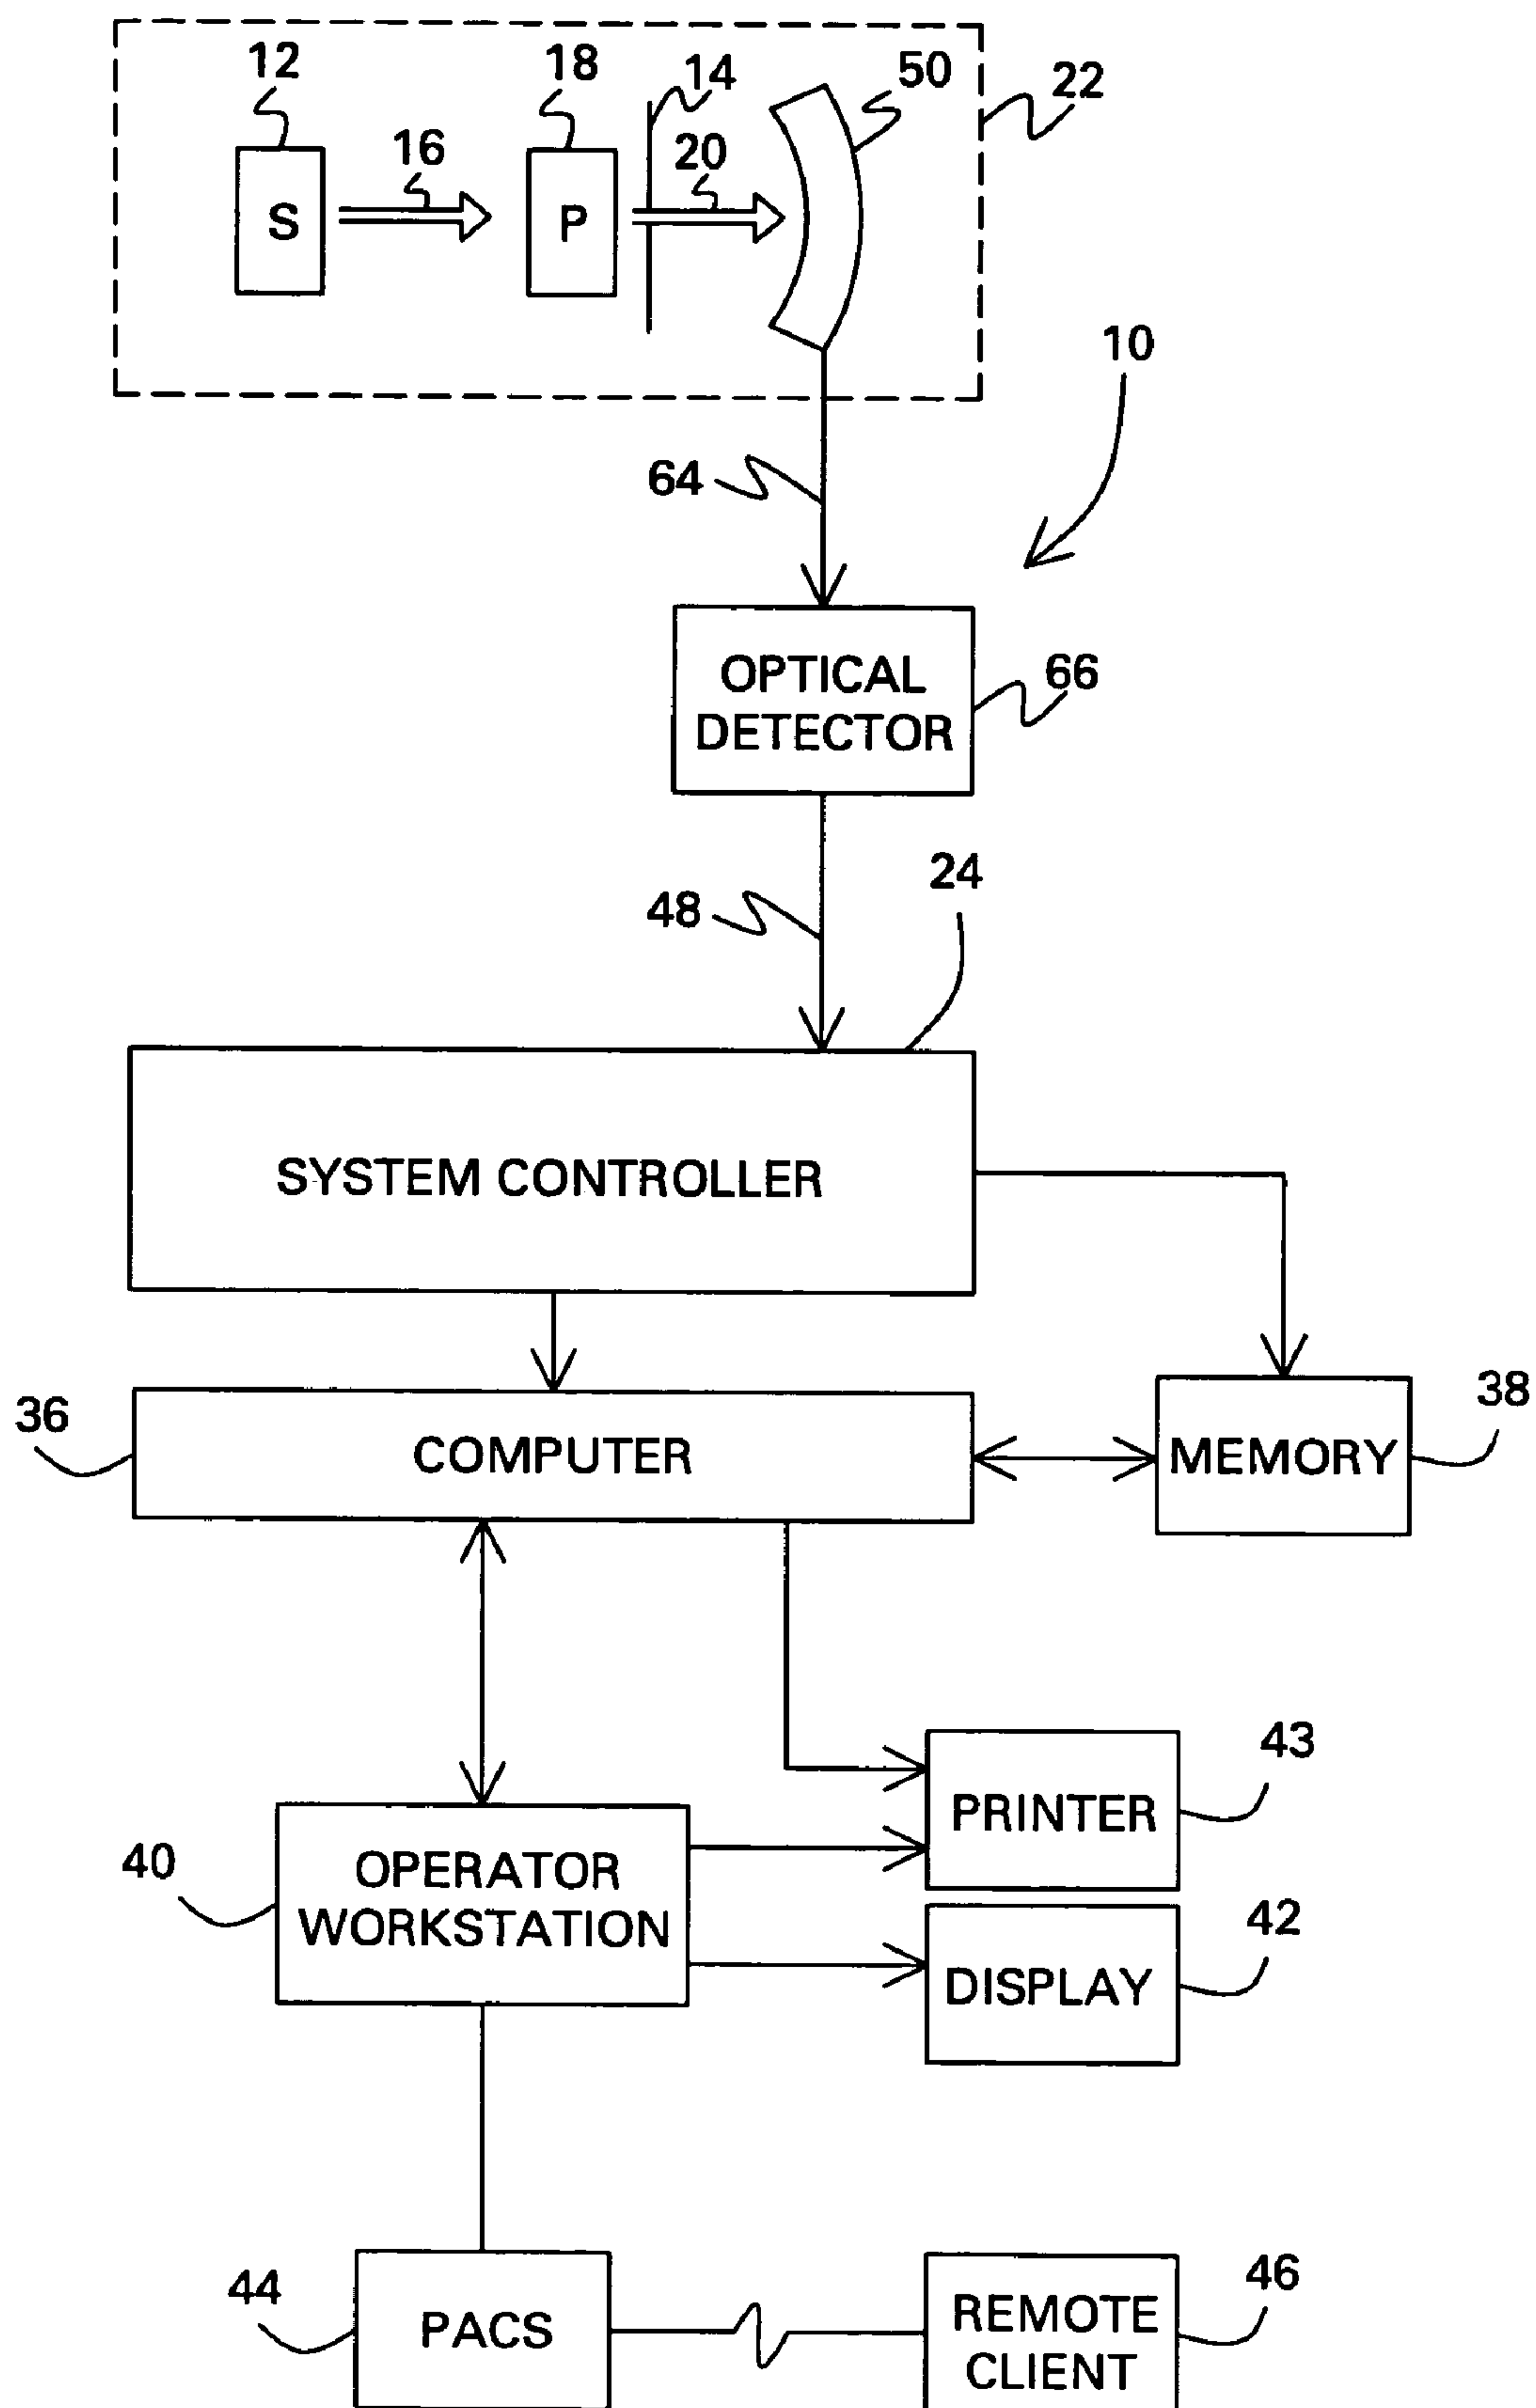 12
18
14
50
22
16
20
S
P
10
64
OPTICAL
DETECTOR
66
24
48
SYSTEM CONTROLLER
36
COMPUTER
MEMORY
38
43
PRINTER
40
OPERATOR
WORKSTATION
42
DISPLAY
44
PACS
46
REMOTE
CLIENT